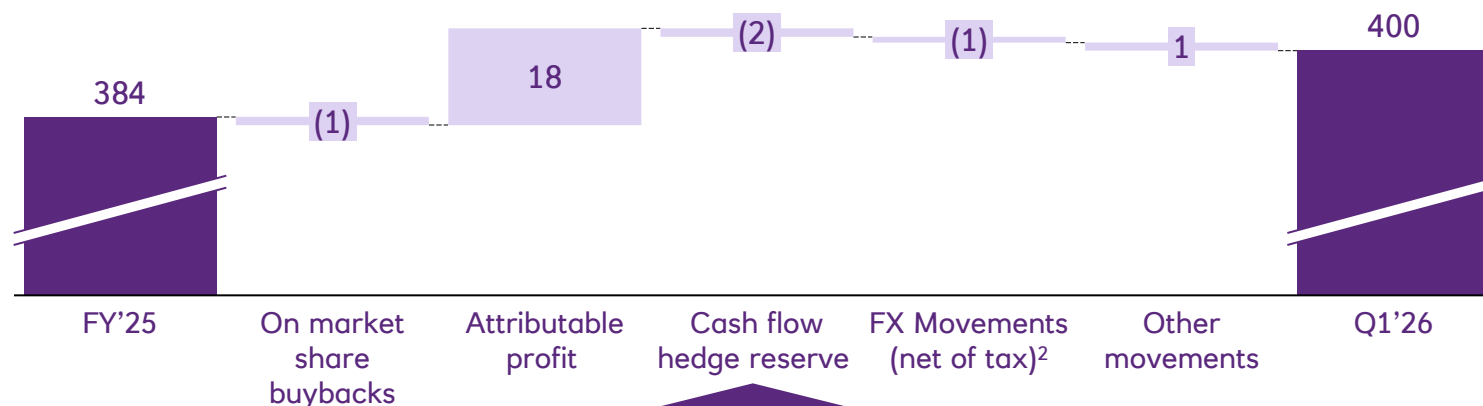 384
(1)
18
(2)
(1)
1
400
FY’25
On market
share
buybacks
Attributable
profit
Cash flow
hedge reserve
FX Movements
(net of tax)²
Other
movements
Q1’26